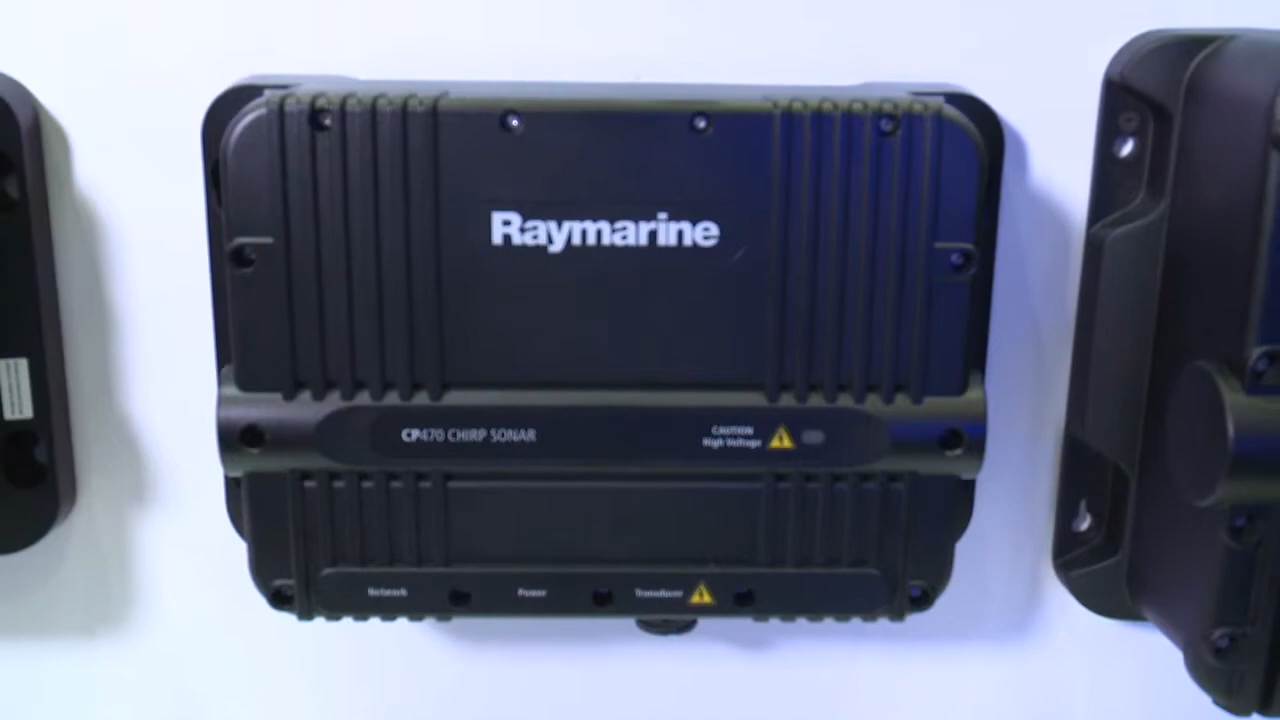 Raymarine
CP470 CHIRP SONAR
CAUTION
High Voltage
Network
Power
Transducer